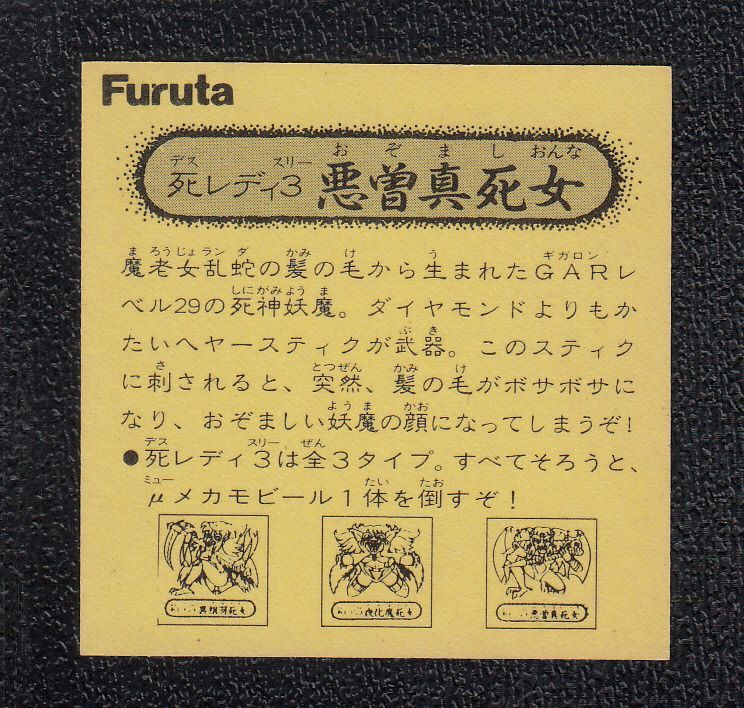 Furuta
デス スリー おぞましおんな
死レディ3 悪曽真死女
まろうじょランダ かみ け う ギガロン
魔老女乱蛇の髪の毛から生まれたGARレ
しにがみようま
ベル29の死神妖魔。ダイヤモンドよりもか
ぶき
たいヘヤースティックが武器。このスティク
さ とつぜん かみ け
に刺されると、突然、髪の毛がボサボサに
ようま かお
なり、おぞましい妖魔の顔になってしまうぞ!
デス スリー ぜん
●死レディ3は全3タイプ。すべてそろうと、
ミュー たい たお
μメカモビール1体を倒すぞ!
夜化魔死女
悪曽真死女